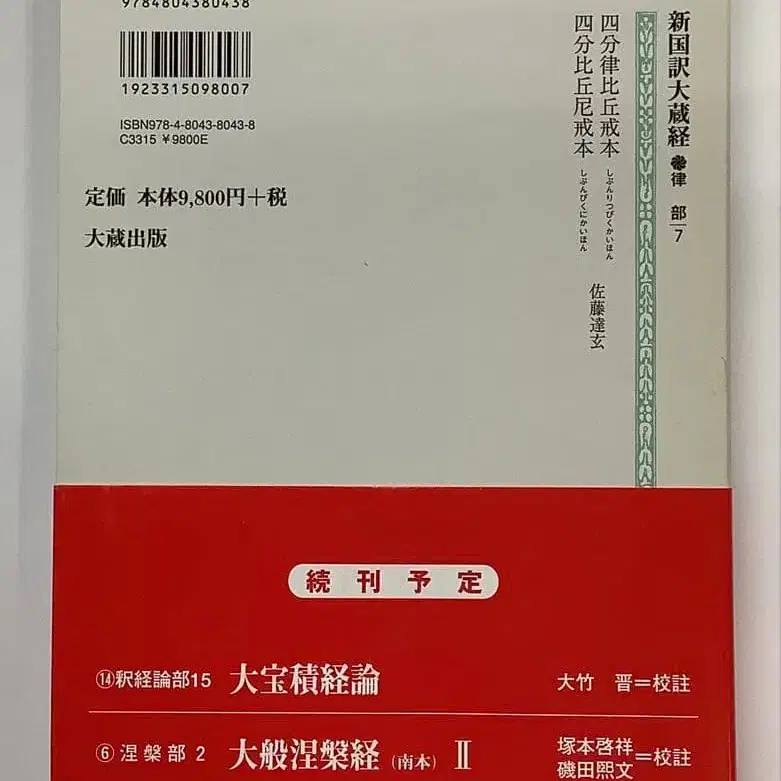 新国訳大蔵経 律部 7
四分律比丘戒本 しぶんりつびくかいほん
四分比丘尼戒本 しぶんびくにかいほん
佐藤達玄
9784804380438
1923315098007
ISBN978-4-8043-8043-8
C3315 ¥9800E
定価 本体9,800円+税
大蔵出版
続刊予定
⑭釈経論部15 大宝積経論 大竹 晋=校註
⑥涅槃部 2 大般涅槃経(南本) Ⅱ 塚本啓祥 磯田熙文=校註